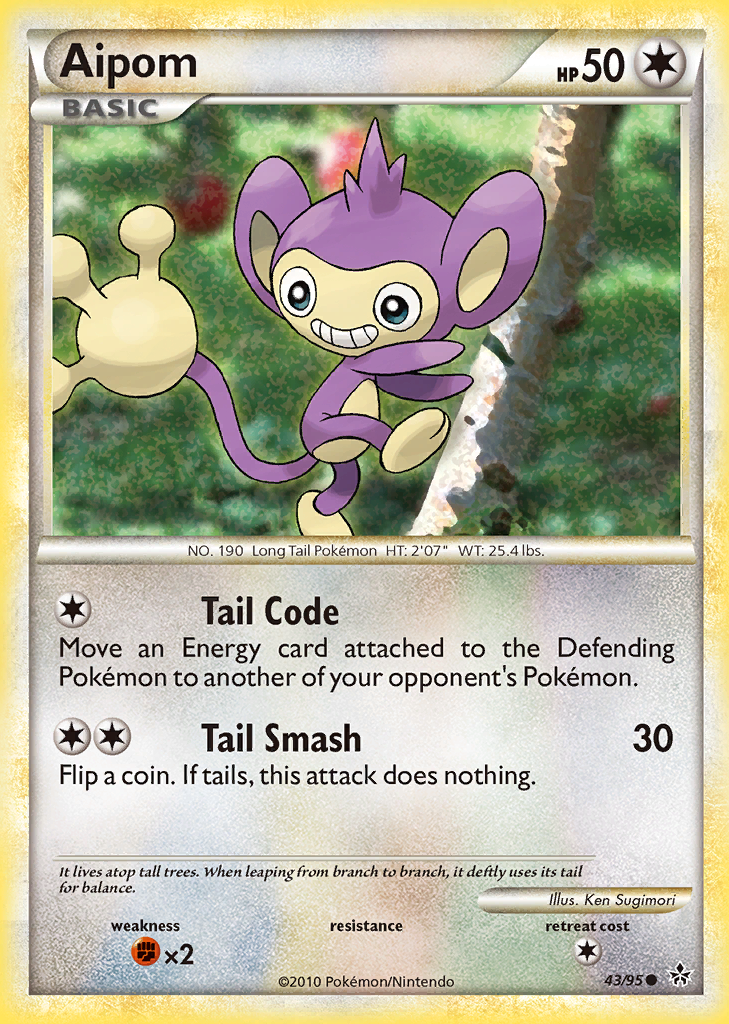 Aipom
HP 50
BASIC
NO. 190 Long Tail Pokémon HT: 2'07" WT: 25.4 lbs.
Tail Code
Move an Energy card attached to the Defending
Pokémon to another of your opponent's Pokémon.
Tail Smash 30
Flip a coin. If tails, this attack does nothing.
It lives atop tall trees. When leaping from branch to branch, it deftly uses its tail
for balance.
Illus. Ken Sugimori
weakness resistance retreat cost
×2
©2010 Pokémon/Nintendo 43/95